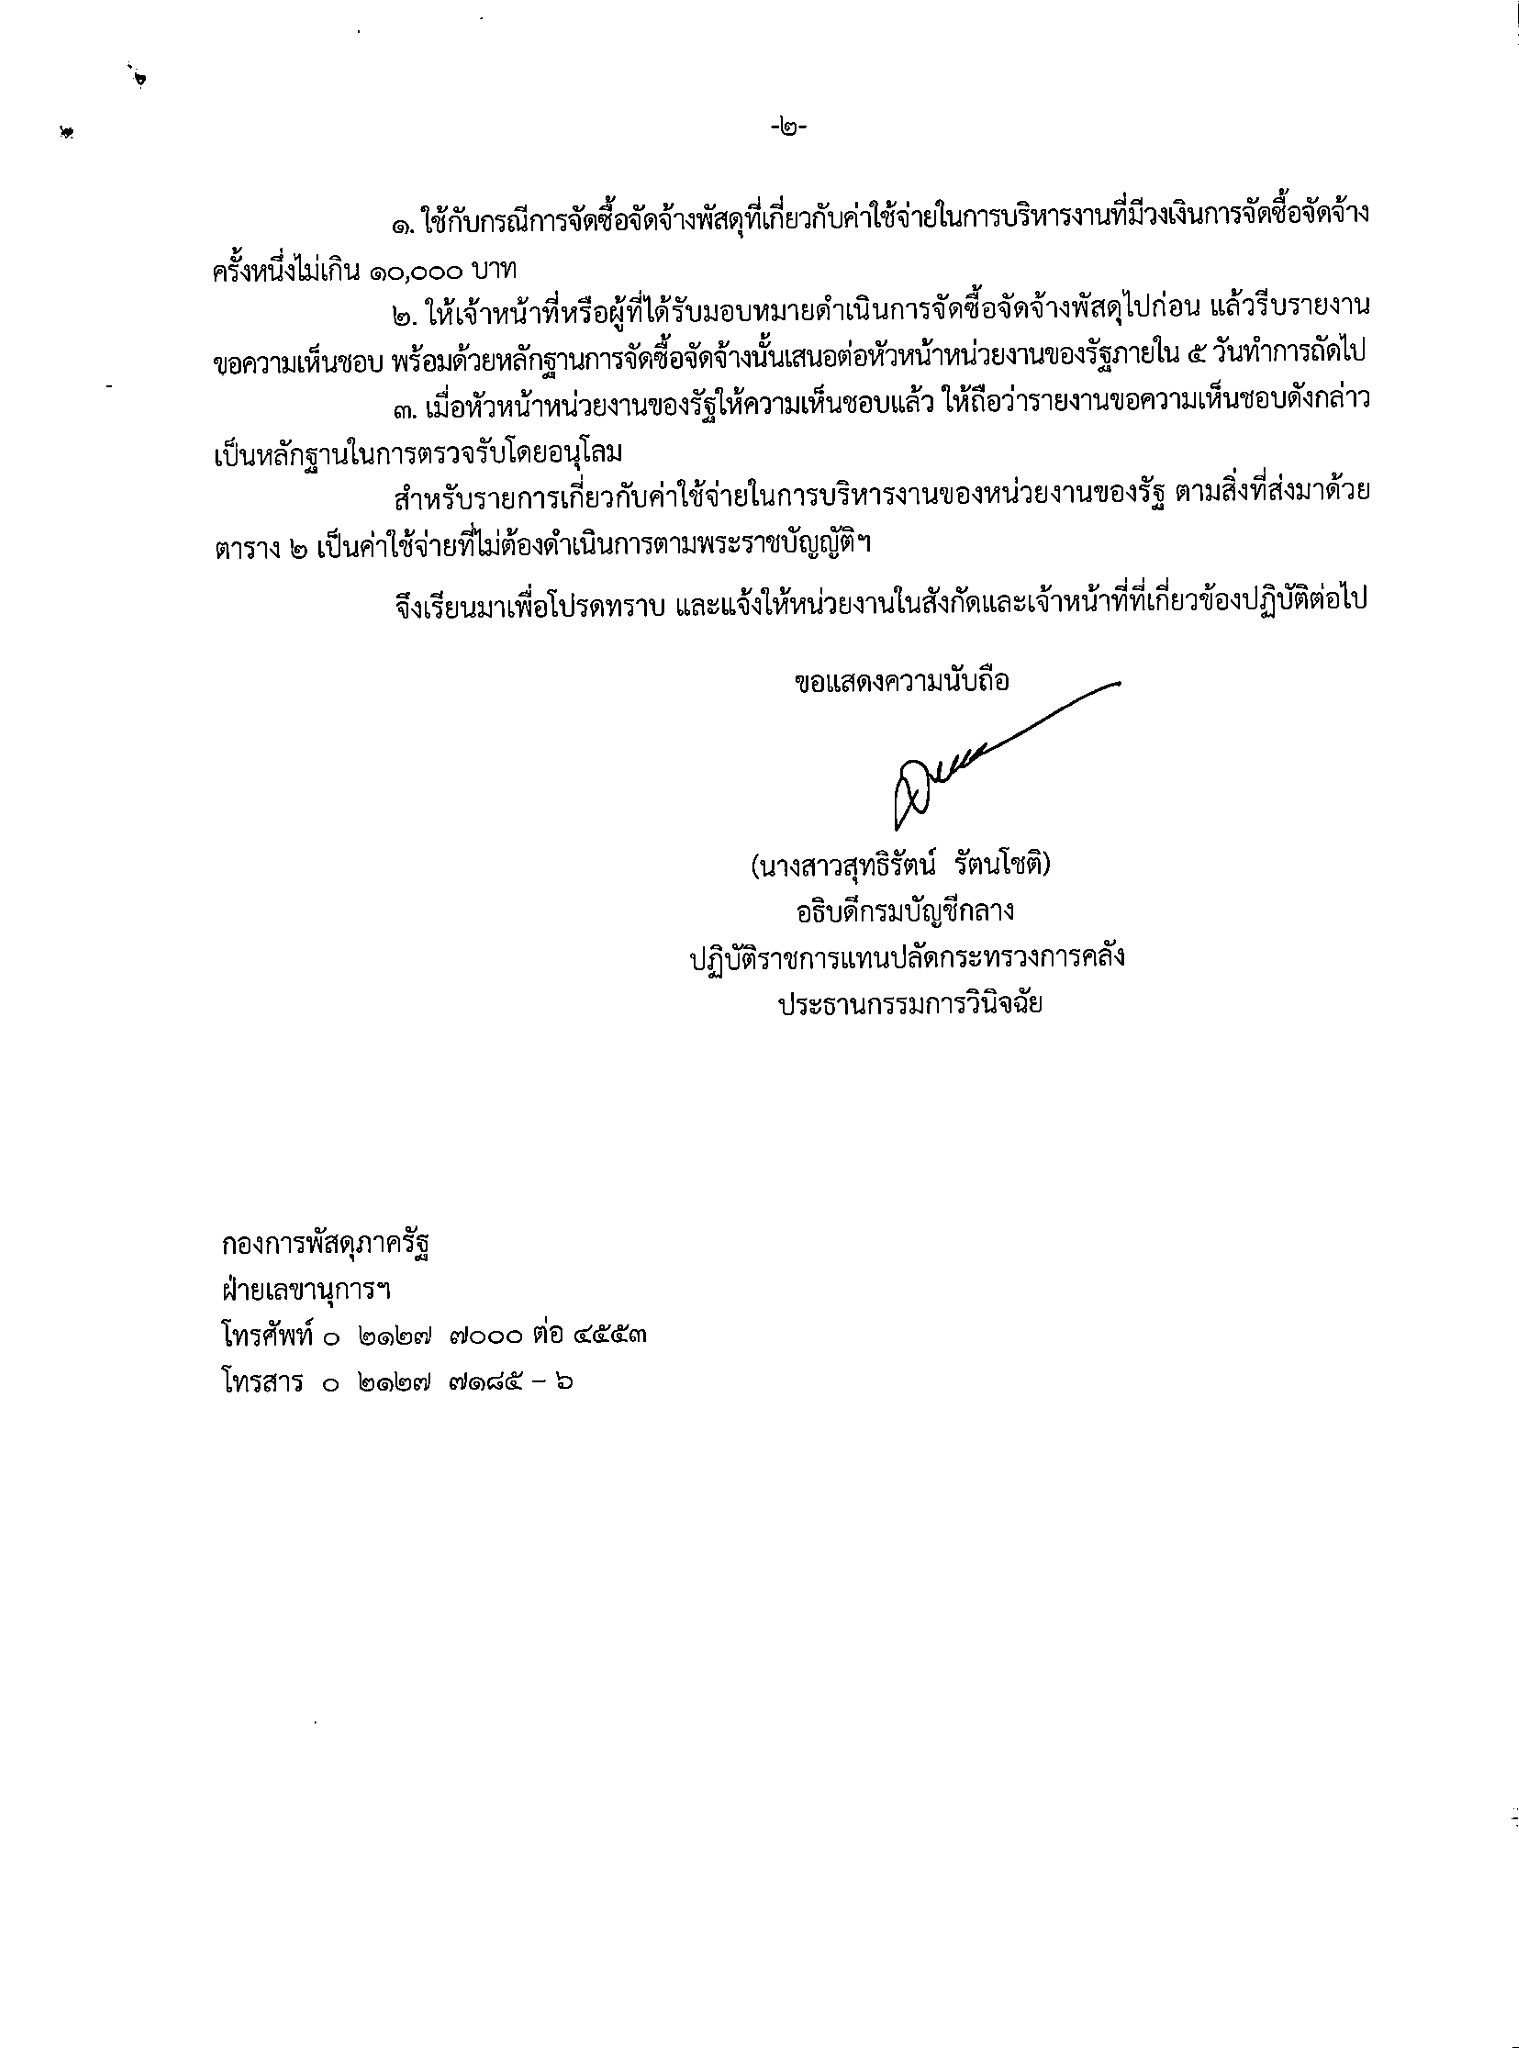 -๒-
๑. ใช้กับกรณีการจัดซื้อจัดจ้างพัสดุที่เกี่ยวกับค่าใช้จ่ายในการบริหารงานที่มีวงเงินการจัดซื้อจัดจ้าง
ครั้งหนึ่งไม่เกิน ๑๐,๐๐๐ บาท
๒. ให้เจ้าหน้าที่หรือผู้ที่ได้รับมอบหมายดำเนินการจัดซื้อจัดจ้างพัสดุไปก่อน แล้วรีบรายงาน
ขอความเห็นชอบ พร้อมด้วยหลักฐานการจัดซื้อจัดจ้างนั้นเสนอต่อหัวหน้าหน่วยงานของรัฐภายใน ๕ วันทำการถัดไป
๓. เมื่อหัวหน้าหน่วยงานของรัฐให้ความเห็นชอบแล้ว ให้ถือว่ารายงานขอความเห็นชอบดังกล่าว
เป็นหลักฐานในการตรวจรับโดยอนุโลม
สำหรับรายการเกี่ยวกับค่าใช้จ่ายในการบริหารงานของหน่วยงานของรัฐ ตามสิ่งที่ส่งมาด้วย
ตาราง ๒ เป็นค่าใช้จ่ายที่ไม่ต้องดำเนินการตามพระราชบัญญัติฯ
จึงเรียนมาเพื่อโปรดทราบ และแจ้งให้หน่วยงานในสังกัดและเจ้าหน้าที่ที่เกี่ยวข้องปฏิบัติต่อไป
ขอแสดงความนับถือ
(นางสาวสุทธิรัตน์ รัตนโชติ)
อธิบดีกรมบัญชีกลาง
ปฏิบัติราชการแทนปลัดกระทรวงการคลัง
ประธานกรรมการวินิจฉัย
กองการพัสดุภาครัฐ
ฝ่ายเลขานุการฯ
โทรศัพท์ ๐ ๒๑๒๗ ๗๐๐๐ ต่อ ๔๕๕๓
โทรสาร ๐ ๒๑๒๗ ๗๑๘๕ – ๖